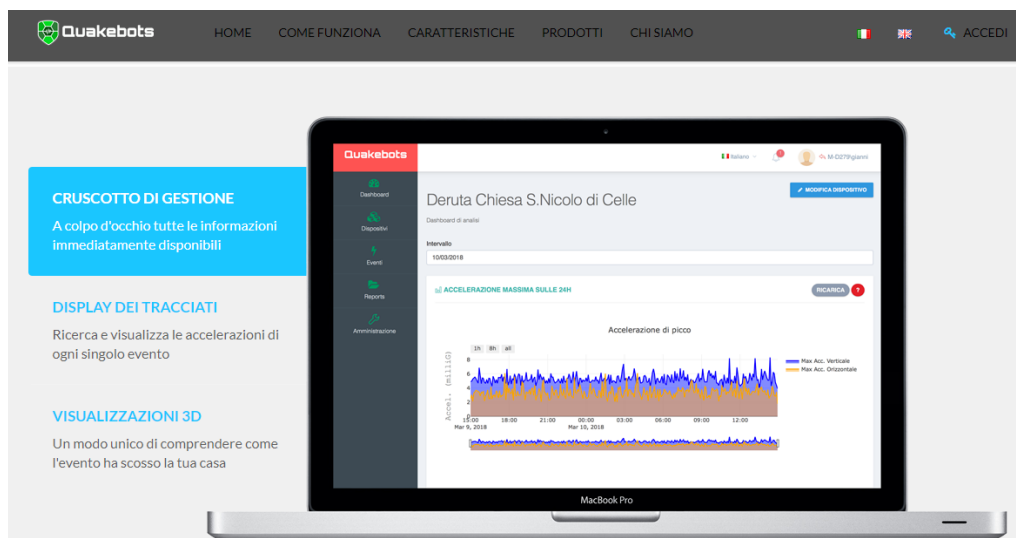 Quakebots
HOME
COME FUNZIONA
CARATTERISTICHE
PRODOTTI
CHI SIAMO
ACCEDI
CRUSCOTTO DI GESTIONE
A colpo d'occhio tutte le informazioni
immediatamente disponibili
DISPLAY DEI TRACCIATI
Ricerca e visualizza le accelerazioni di
ogni singolo evento
VISUALIZZAZIONI 3D
Un modo unico di comprendere come
l'evento ha scosso la tua casa
Quakebots
Italiano
Dashboard
Dispositivi
Eventi
Reports
Amministrazione
MODIFICA DISPOSITIVO
Deruta Chiesa S.Nicolo di Celle
Dashboard di analisi
Intervallo
10/03/2018
ACCELERAZIONE MASSIMA SULLE 24H
RICARICA ?
Accelerazione di picco
1h 8h all
Accel. (milliG)
8
6
4
2
0
Max Acc. Verticale
Max Acc. Orizzontale
15:00 18:00 21:00 00:00 03:00 06:00 09:00 12:00
Mar 9, 2018 Mar 10, 2018
MacBook Pro